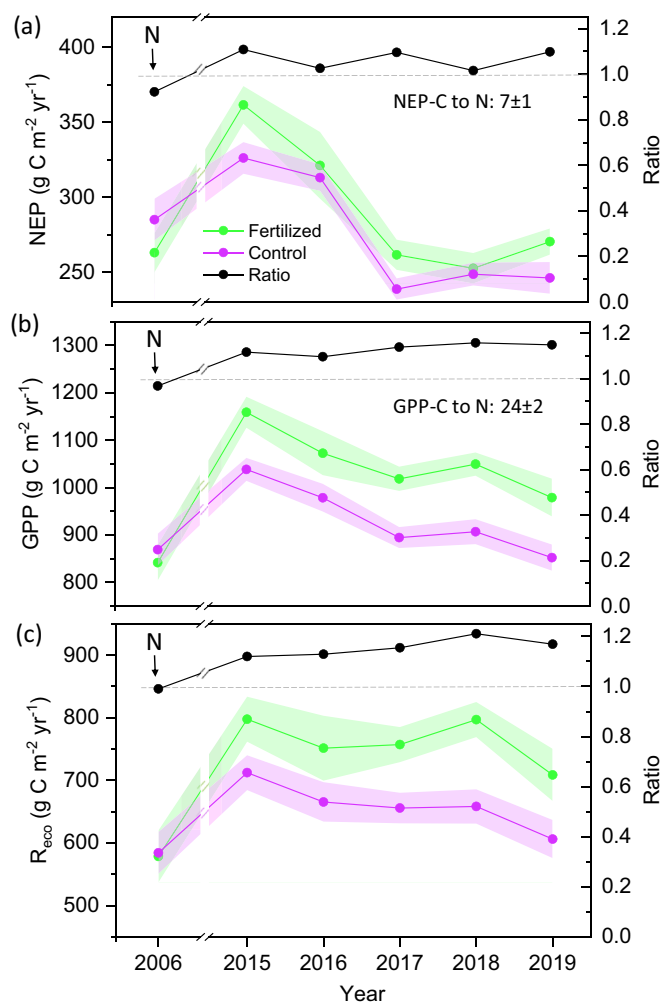 (a)
N
NEP (g C m-2 yr-1)
400
350
300
250
NEP-C to N: 7±1
Fertilized
Control
Ratio
1.2
1.0
0.8
0.6
0.4
0.2
0.0
Ratio
(b)
N
GPP (g C m-2 yr-1)
1300
1200
1100
1000
900
800
GPP-C to N: 24±2
1.2
1.0
0.8
0.6
0.4
0.2
0.0
Ratio
(c)
N
Reco (g C m-2 yr-1)
900
800
700
600
500
1.2
1.0
0.8
0.6
0.4
0.2
0.0
Ratio
2006 2015 2016 2017 2018 2019
Year